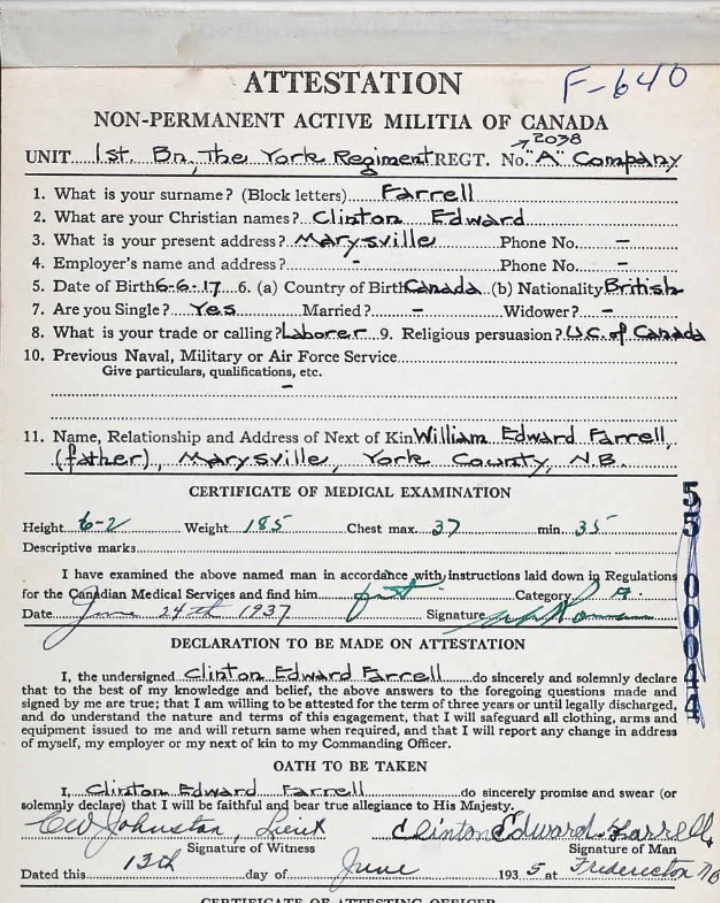 ATTESTATION F-640
NON-PERMANENT ACTIVE MILITIA OF CANADA
2038
UNIT 1st. Bn, The York Regiment REGT. No. "A" Company
1. What is your surname? (Block letters) Farrell
2. What are your Christian names? Clinton Edward
3. What is your present address? Marysville Phone No. –
4. Employer's name and address? - Phone No. –
5. Date of Birth 6-6-17 6. (a) Country of Birth Canada (b) Nationality British
7. Are you Single? Yes Married? – Widower? –
8. What is your trade or calling? Laborer 9. Religious persuasion? U.C. of Canada
10. Previous Naval, Military or Air Force Service
Give particulars, qualifications, etc.
–
11. Name, Relationship and Address of Next of Kin William Edward Farrell,
(father), Marysville, York County, N.B.
CERTIFICATE OF MEDICAL EXAMINATION
Height 6-2 Weight 185 Chest max. 37 min. 35
Descriptive marks
I have examined the above named man in accordance with instructions laid down in Regulations
for the Canadian Medical Services and find him fit Category A.
Date June 24th 1937 Signature
550044
DECLARATION TO BE MADE ON ATTESTATION
I, the undersigned Clinton Edward Farrell do sincerely and solemnly declare
that to the best of my knowledge and belief, the above answers to the foregoing questions made and
signed by me are true; that I am willing to be attested for the term of three years or until legally discharged,
and do understand the nature and terms of this engagement, that I will safeguard all clothing, arms and
equipment issued to me and will return same when required, and that I will report any change in address
of myself, my employer or my next of kin to my Commanding Officer.
OATH TO BE TAKEN
I, Clinton Edward Farrell do sincerely promise and swear (or
solemnly declare) that I will be faithful and bear true allegiance to His Majesty.
CW Johnston, Lieut Clinton Edward Farrell
Signature of Witness Signature of Man
Dated this 13th day of June 1935 at Fredericton NB
CERTIFICATE OF ATTESTING OFFICER